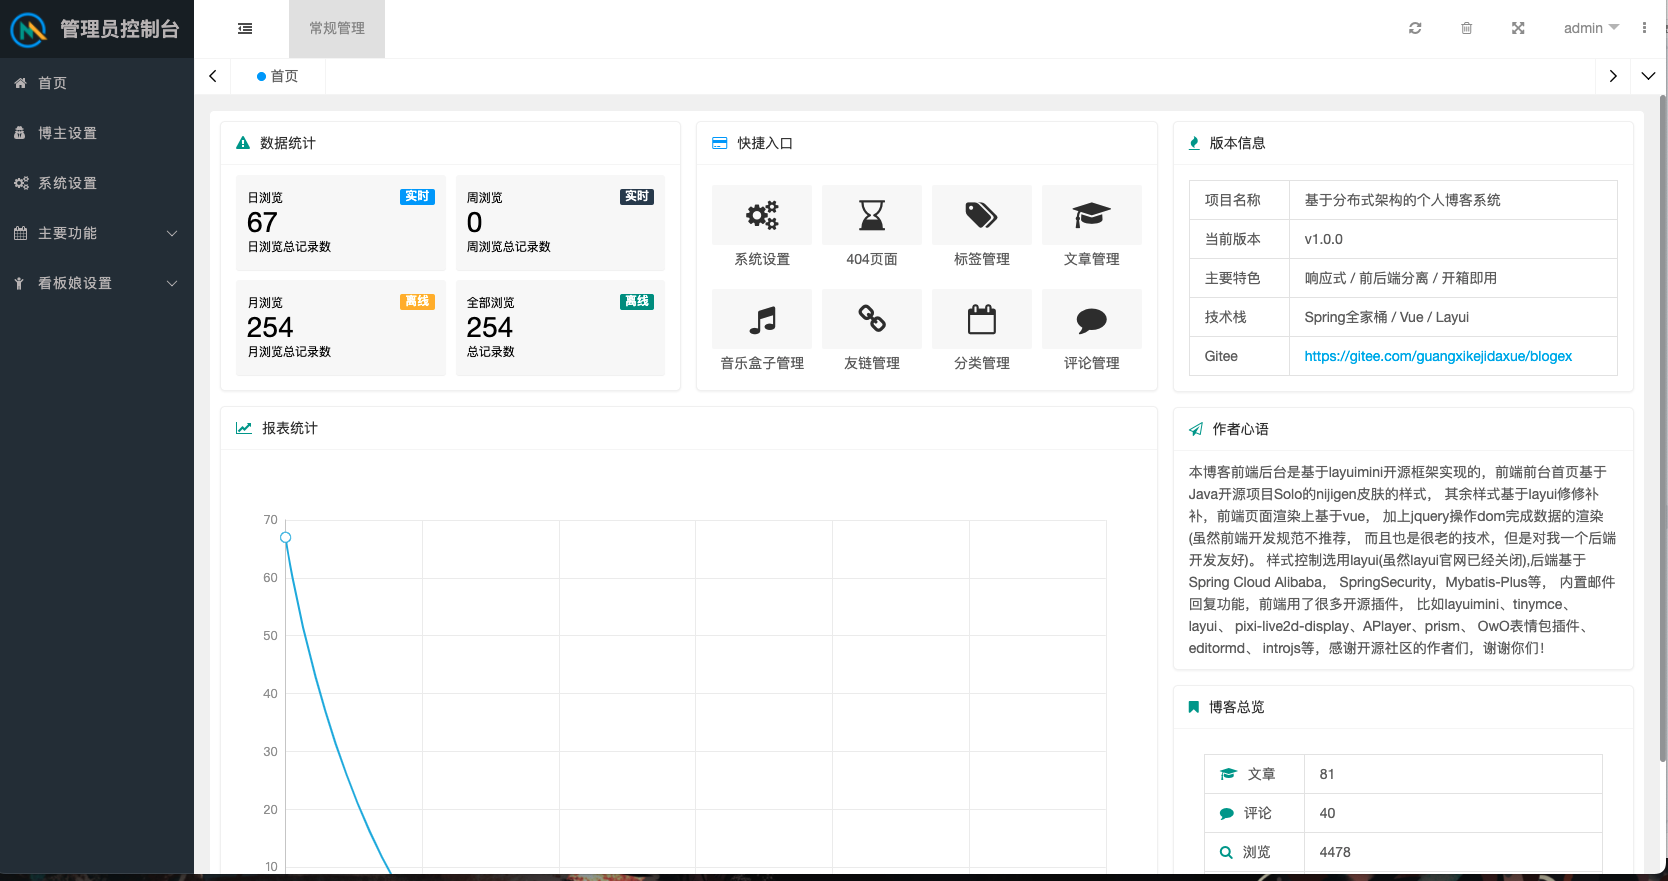 管理员控制台
常规管理
admin
首页
首页
博主设置
系统设置
主要功能
看板娘设置
数据统计
日浏览
实时
67
日浏览总记录数
周浏览
实时
0
周浏览总记录数
月浏览
离线
254
月浏览总记录数
全部浏览
离线
254
总记录数
快捷入口
系统设置
404页面
标签管理
文章管理
音乐盒子管理
友链管理
分类管理
评论管理
版本信息
项目名称 基于分布式架构的个人博客系统
当前版本 v1.0.0
主要特色 响应式 / 前后端分离 / 开箱即用
技术栈 Spring全家桶 / Vue / Layui
Gitee https://gitee.com/guangxikejidaxue/blogex
报表统计
70
60
50
40
30
20
10
作者心语
本博客前端后台是基于layuimini开源框架实现的，前端前台首页基于
Java开源项目Solo的nijigen皮肤的样式， 其余样式基于layui修修补
补，前端页面渲染上基于vue， 加上jquery操作dom完成数据的渲染
(虽然前端开发规范不推荐， 而且也是很老的技术，但是对我一个后端
开发友好)。 样式控制选用layui(虽然layui官网已经关闭),后端基于
Spring Cloud Alibaba， SpringSecurity，Mybatis-Plus等， 内置邮件
回复功能，前端用了很多开源插件， 比如layuimini、tinymce、
layui、 pixi-live2d-display、APlayer、prism、 OwO表情包插件、
editormd、 introjs等，感谢开源社区的作者们，谢谢你们！
博客总览
文章 81
评论 40
浏览 4478